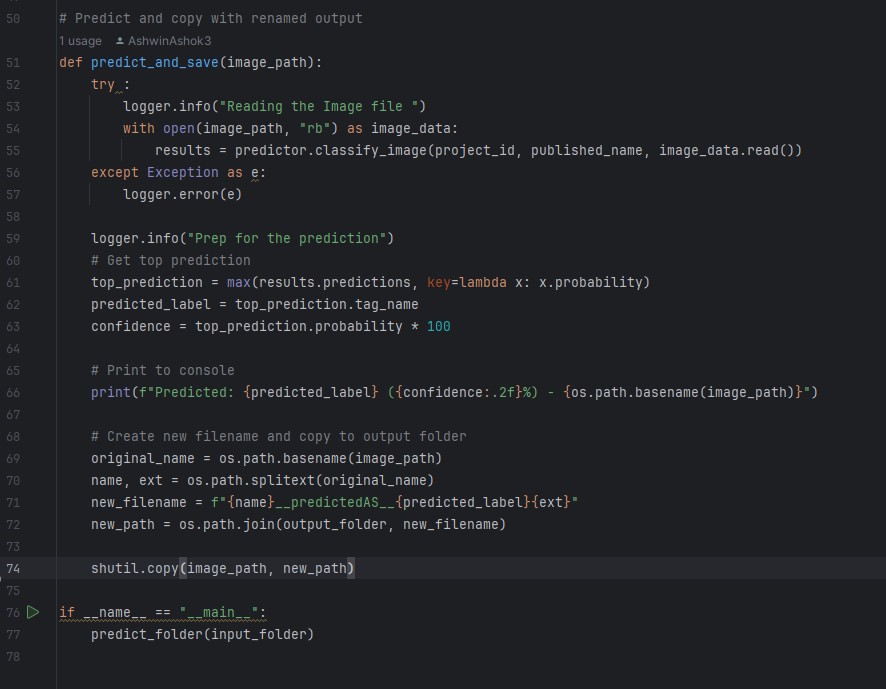 50 # Predict and copy with renamed output
1 usage AshwinAshok3
51 def predict_and_save(image_path):
52 try :
53 logger.info("Reading the Image file ")
54 with open(image_path, "rb") as image_data:
55 results = predictor.classify_image(project_id, published_name, image_data.read())
56 except Exception as e:
57 logger.error(e)
58
59 logger.info("Prep for the prediction")
60 # Get top prediction
61 top_prediction = max(results.predictions, key=lambda x: x.probability)
62 predicted_label = top_prediction.tag_name
63 confidence = top_prediction.probability * 100
64
65 # Print to console
66 print(f"Predicted: {predicted_label} ({confidence:.2f}%) - {os.path.basename(image_path)}")
67
68 # Create new filename and copy to output folder
69 original_name = os.path.basename(image_path)
70 name, ext = os.path.splitext(original_name)
71 new_filename = f"{name}__predictedAS__{predicted_label}{ext}"
72 new_path = os.path.join(output_folder, new_filename)
73
74 shutil.copy(image_path, new_path)
75
76 if __name__ == "__main__":
77 predict_folder(input_folder)
78